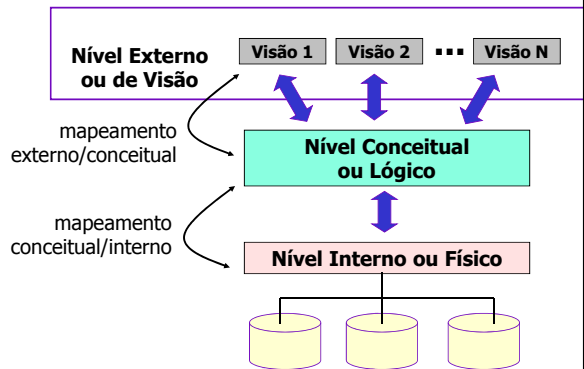 Nível Externo
ou de Visão
Visão 1
Visão 2
...
Visão N
mapeamento
externo/conceitual
Nível Conceitual
ou Lógico
mapeamento
conceitual/interno
Nível Interno ou Físico